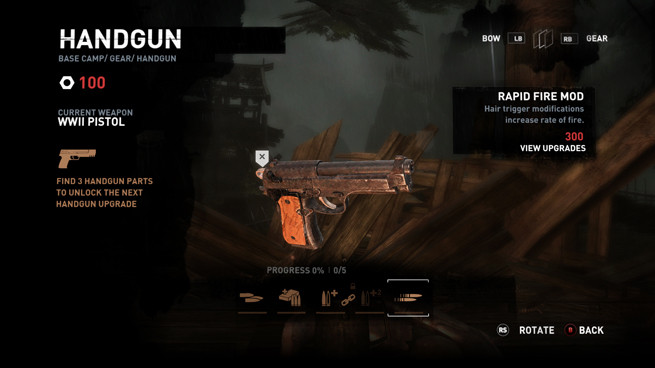 HANDGUN
BASE CAMP/ GEAR/ HANDGUN
100
CURRENT WEAPON
WWII PISTOL
FIND 3 HANDGUN PARTS
TO UNLOCK THE NEXT
HANDGUN UPGRADE
BOW LB RB GEAR
RAPID FIRE MOD
Hair trigger modifications
increase rate of fire.
300
VIEW UPGRADES
PROGRESS 0% | 0/5
RS ROTATE B BACK